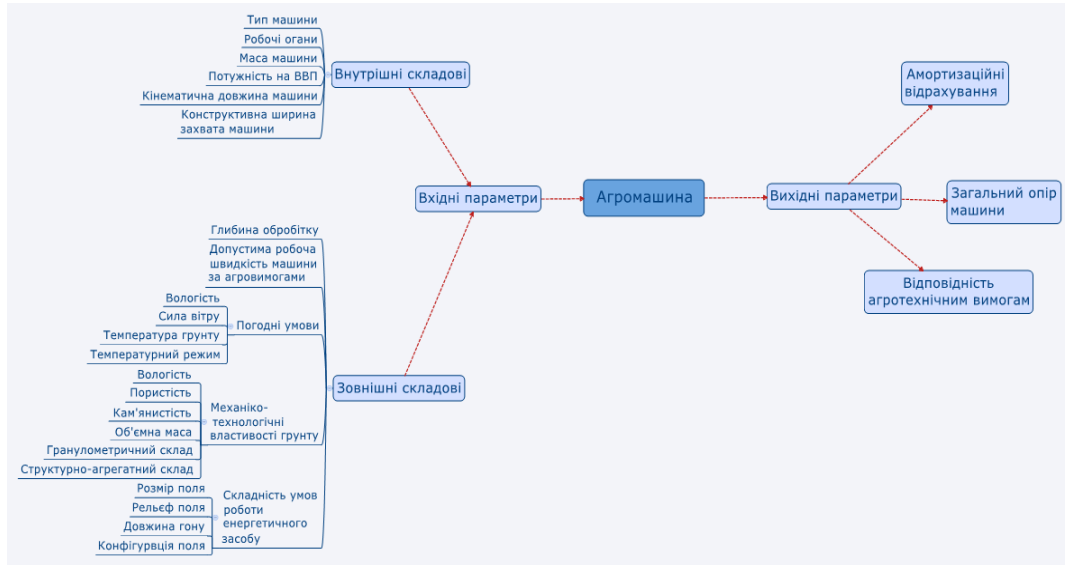 Тип машини
Робочі огани
Маса машини
Потужність на ВВП
Кінематична довжина машини
Конструктивна ширина
захвата машини
Внутрішні складові
Вхідні параметри
Агромашина
Вихідні параметри
Амортизаційні
відрахування
Загальний опір
машини
Відповідність
агротехнічним вимогам
Глибина обробітку
Допустима робоча
швидкість машини
за агровимогами
Вологість
Сила вітру
Температура грунту
Температурний режим
Погодні умови
Зовнішні складові
Вологість
Пористість
Кам'янистість
Об'ємна маса
Гранулометричний склад
Структурно-агрегатний склад
Механіко-
технологічні
властивості грунту
Розмір поля
Рельєф поля
Довжина гону
Конфігурвція поля
Складність умов
роботи
енергетичного
засобу